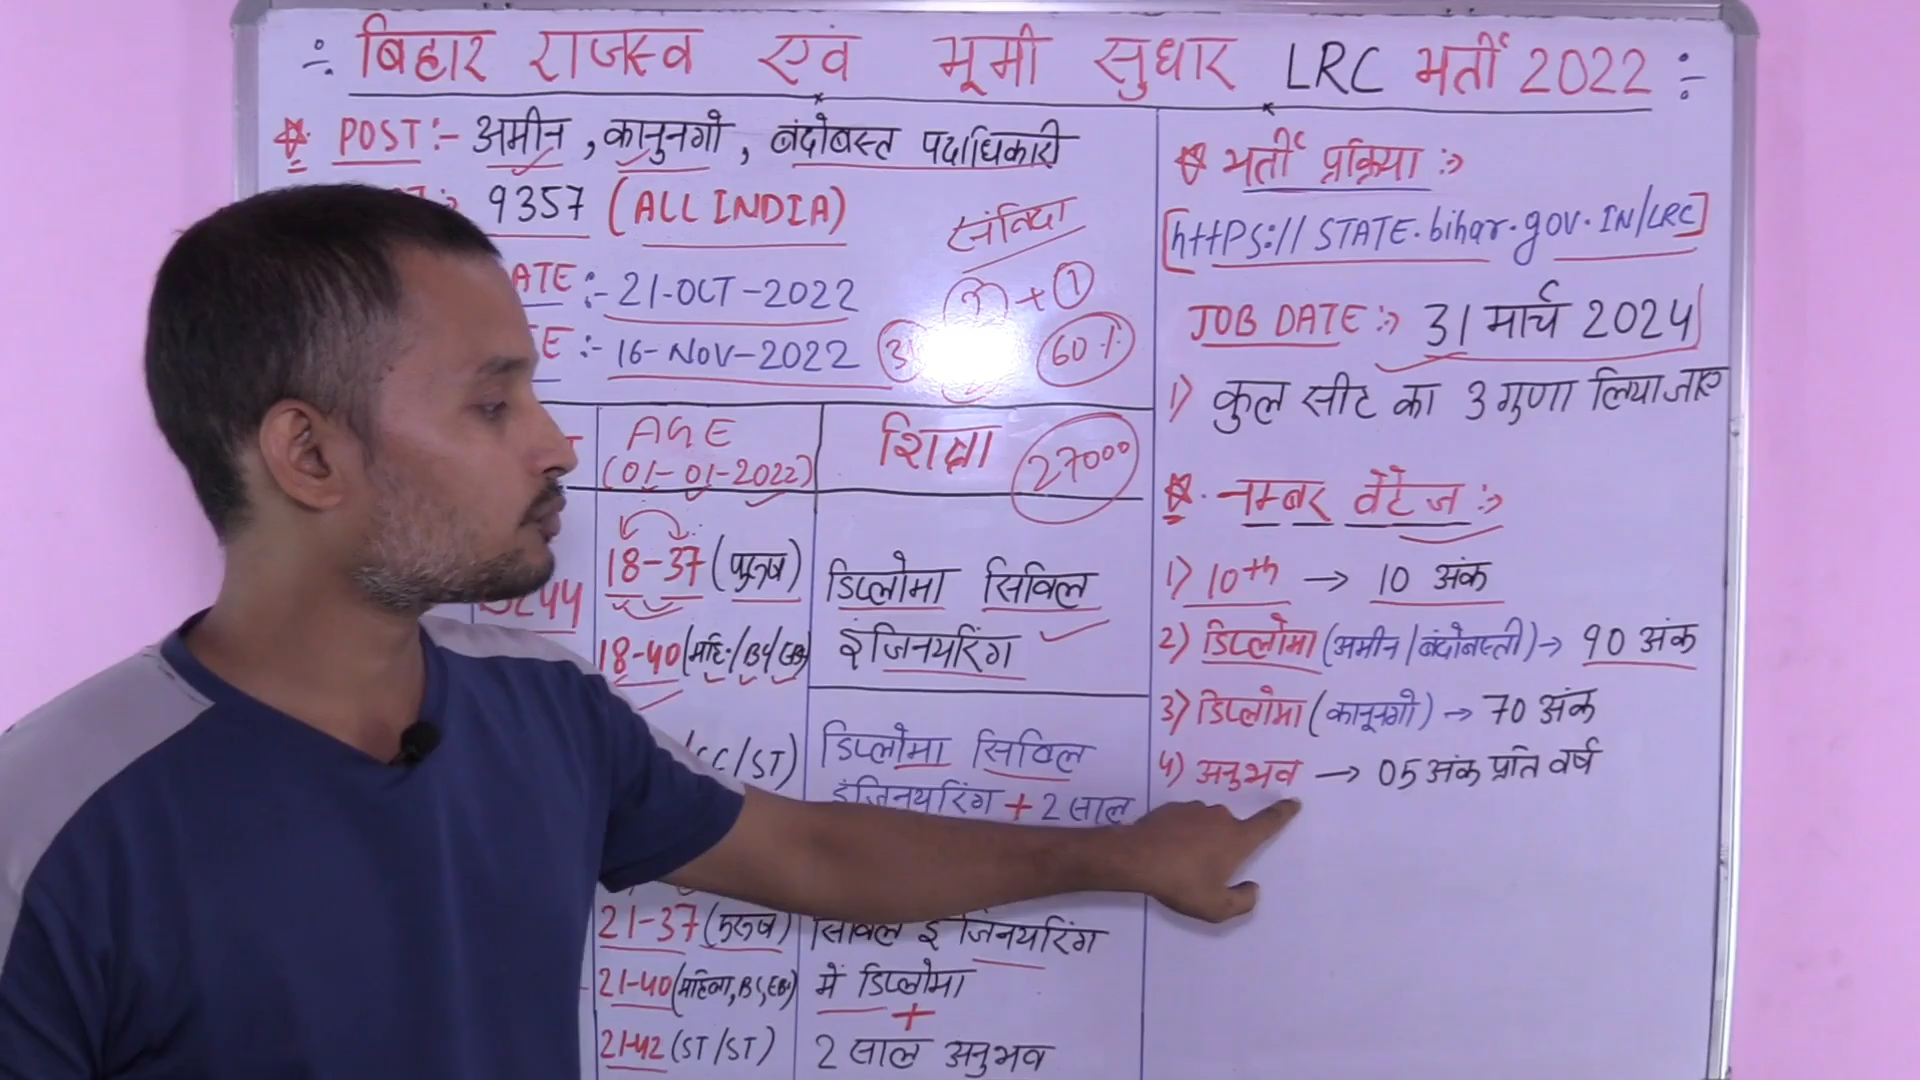 ÷ बिहार राजस्व एवं भूमी सुधार LRC भर्ती 2022 ÷
POST :- अमीन , कानुनगो , बंदोबस्त पदाधिकारी
9357 (ALL INDIA)
ATE :- 21-OCT-2022
E :- 16-NOV-2022
3
+ 1
60%
AGE
(01-01-2022)
शिक्षा
27000
18-37 (पुरुष)
18-40
डिप्लोमा सिविल
इंजिनयरिंग
C/ST)
डिप्लोमा सिविल
इंजिनयरिंग + 2 साल
21-37 (पुरुष)
21-40 (महिला, BC, EBC)
21-42 (ST/ST)
सिविल इंजिनयरिंग
में डिप्लोमा
+
2 साल अनुभव
भर्ती प्रक्रिया :->
[https://STATE.bihar.gov.IN/LRC]
JOB DATE :-> 31 मार्च 2024
1) कुल सीट का 3 गुणा लिया जाए
नम्बर वेटेज :->
1) 10th → 10 अंक
2) डिप्लोमा (अमीन/बंदोबस्ती) → 90 अंक
3) डिप्लोमा (कानूनगो) → 70 अंक
4) अनुभव → 05 अंक प्रति वर्ष